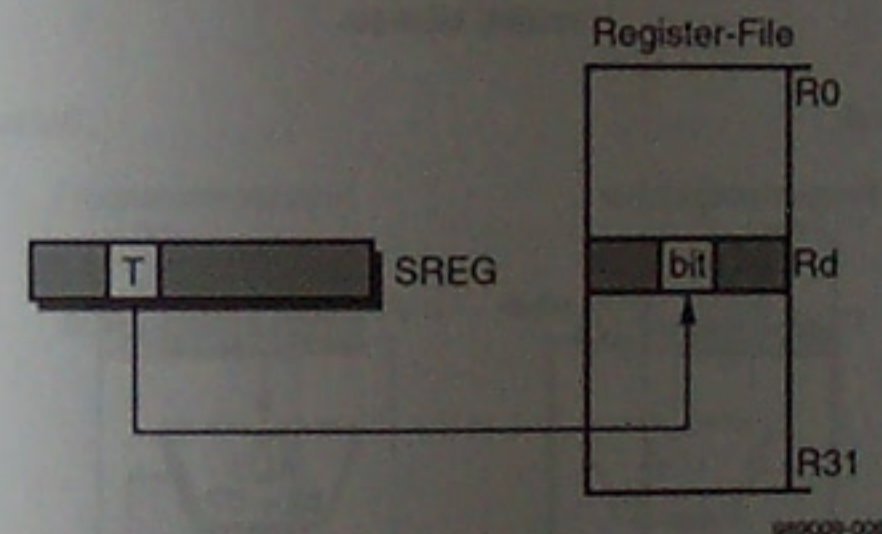 Register-File
R0
T
SREG
bit
Rd
R31